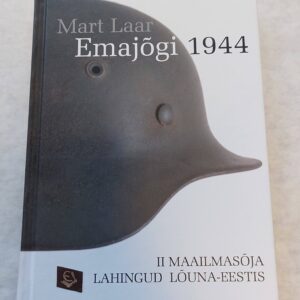 Mart Laar
Emajõgi 1944
II MAAILMASÕJA
LAHINGUD LÕUNA-EESTIS